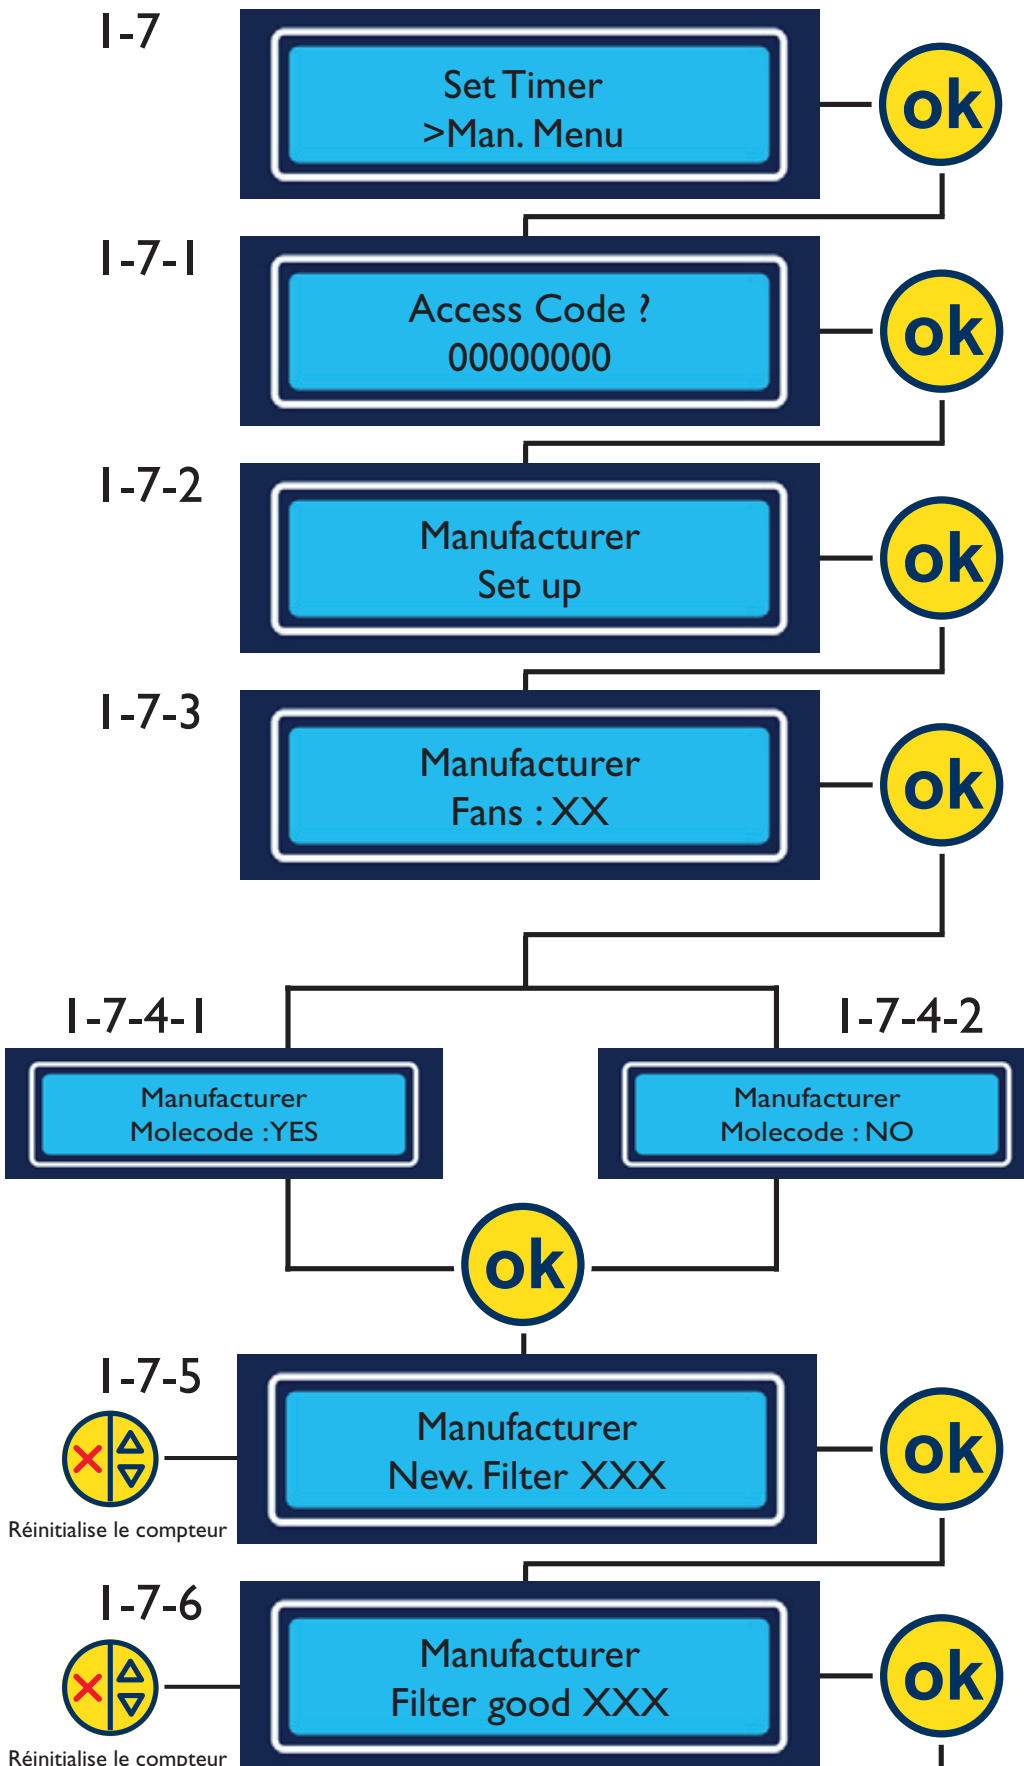 1-7
Set Timer
>Man. Menu
ok
1-7-1
Access Code ?
00000000
ok
1-7-2
Manufacturer
Set up
ok
1-7-3
Manufacturer
Fans : XX
ok
1-7-4-1
Manufacturer
Molecode : YES
1-7-4-2
Manufacturer
Molecode : NO
ok
1-7-5
Manufacturer
New. Filter XXX
ok
Réinitialise le compteur
1-7-6
Manufacturer
Filter good XXX
ok
Réinitialise le compteur